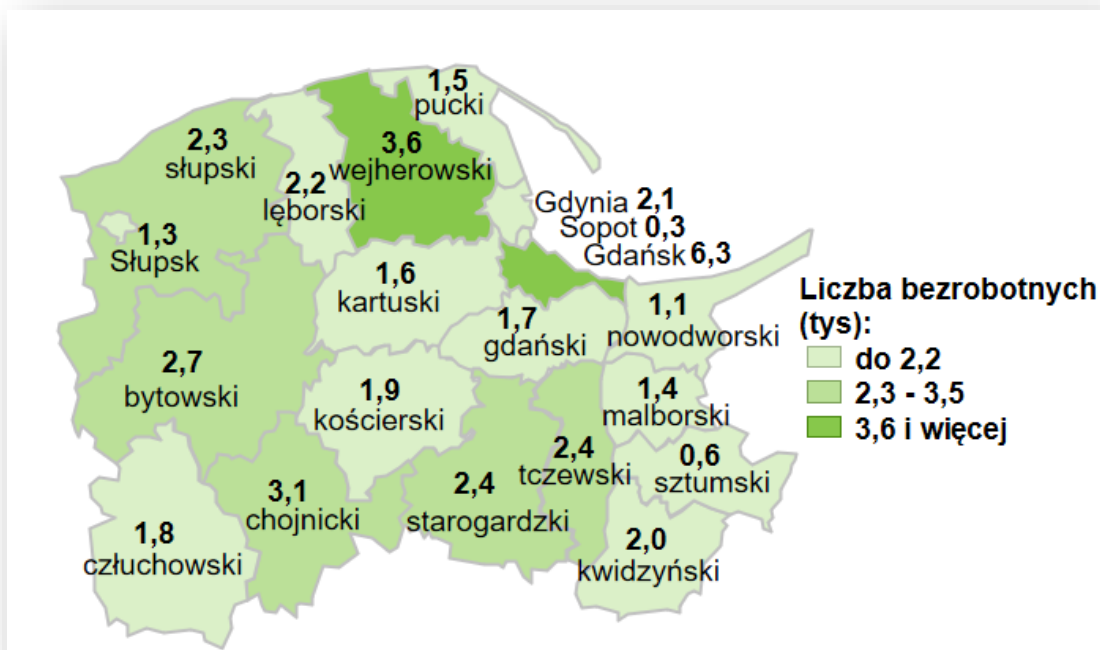 1,5
pucki
2,3
słupski
3,6
wejherowski
2,2
lęborski
Gdynia 2,1
Sopot 0,3
Gdańsk 6,3
1,3
Słupsk
1,6
kartuski
1,7
gdański
1,1
nowodworski
2,7
bytowski
1,9
kościerski
1,4
malborski
2,4
tczewski
0,6
sztumski
3,1
chojnicki
2,4
starogardzki
1,8
człuchowski
2,0
kwidzyński
Liczba bezrobotnych
(tys):
do 2,2
2,3 - 3,5
3,6 i więcej